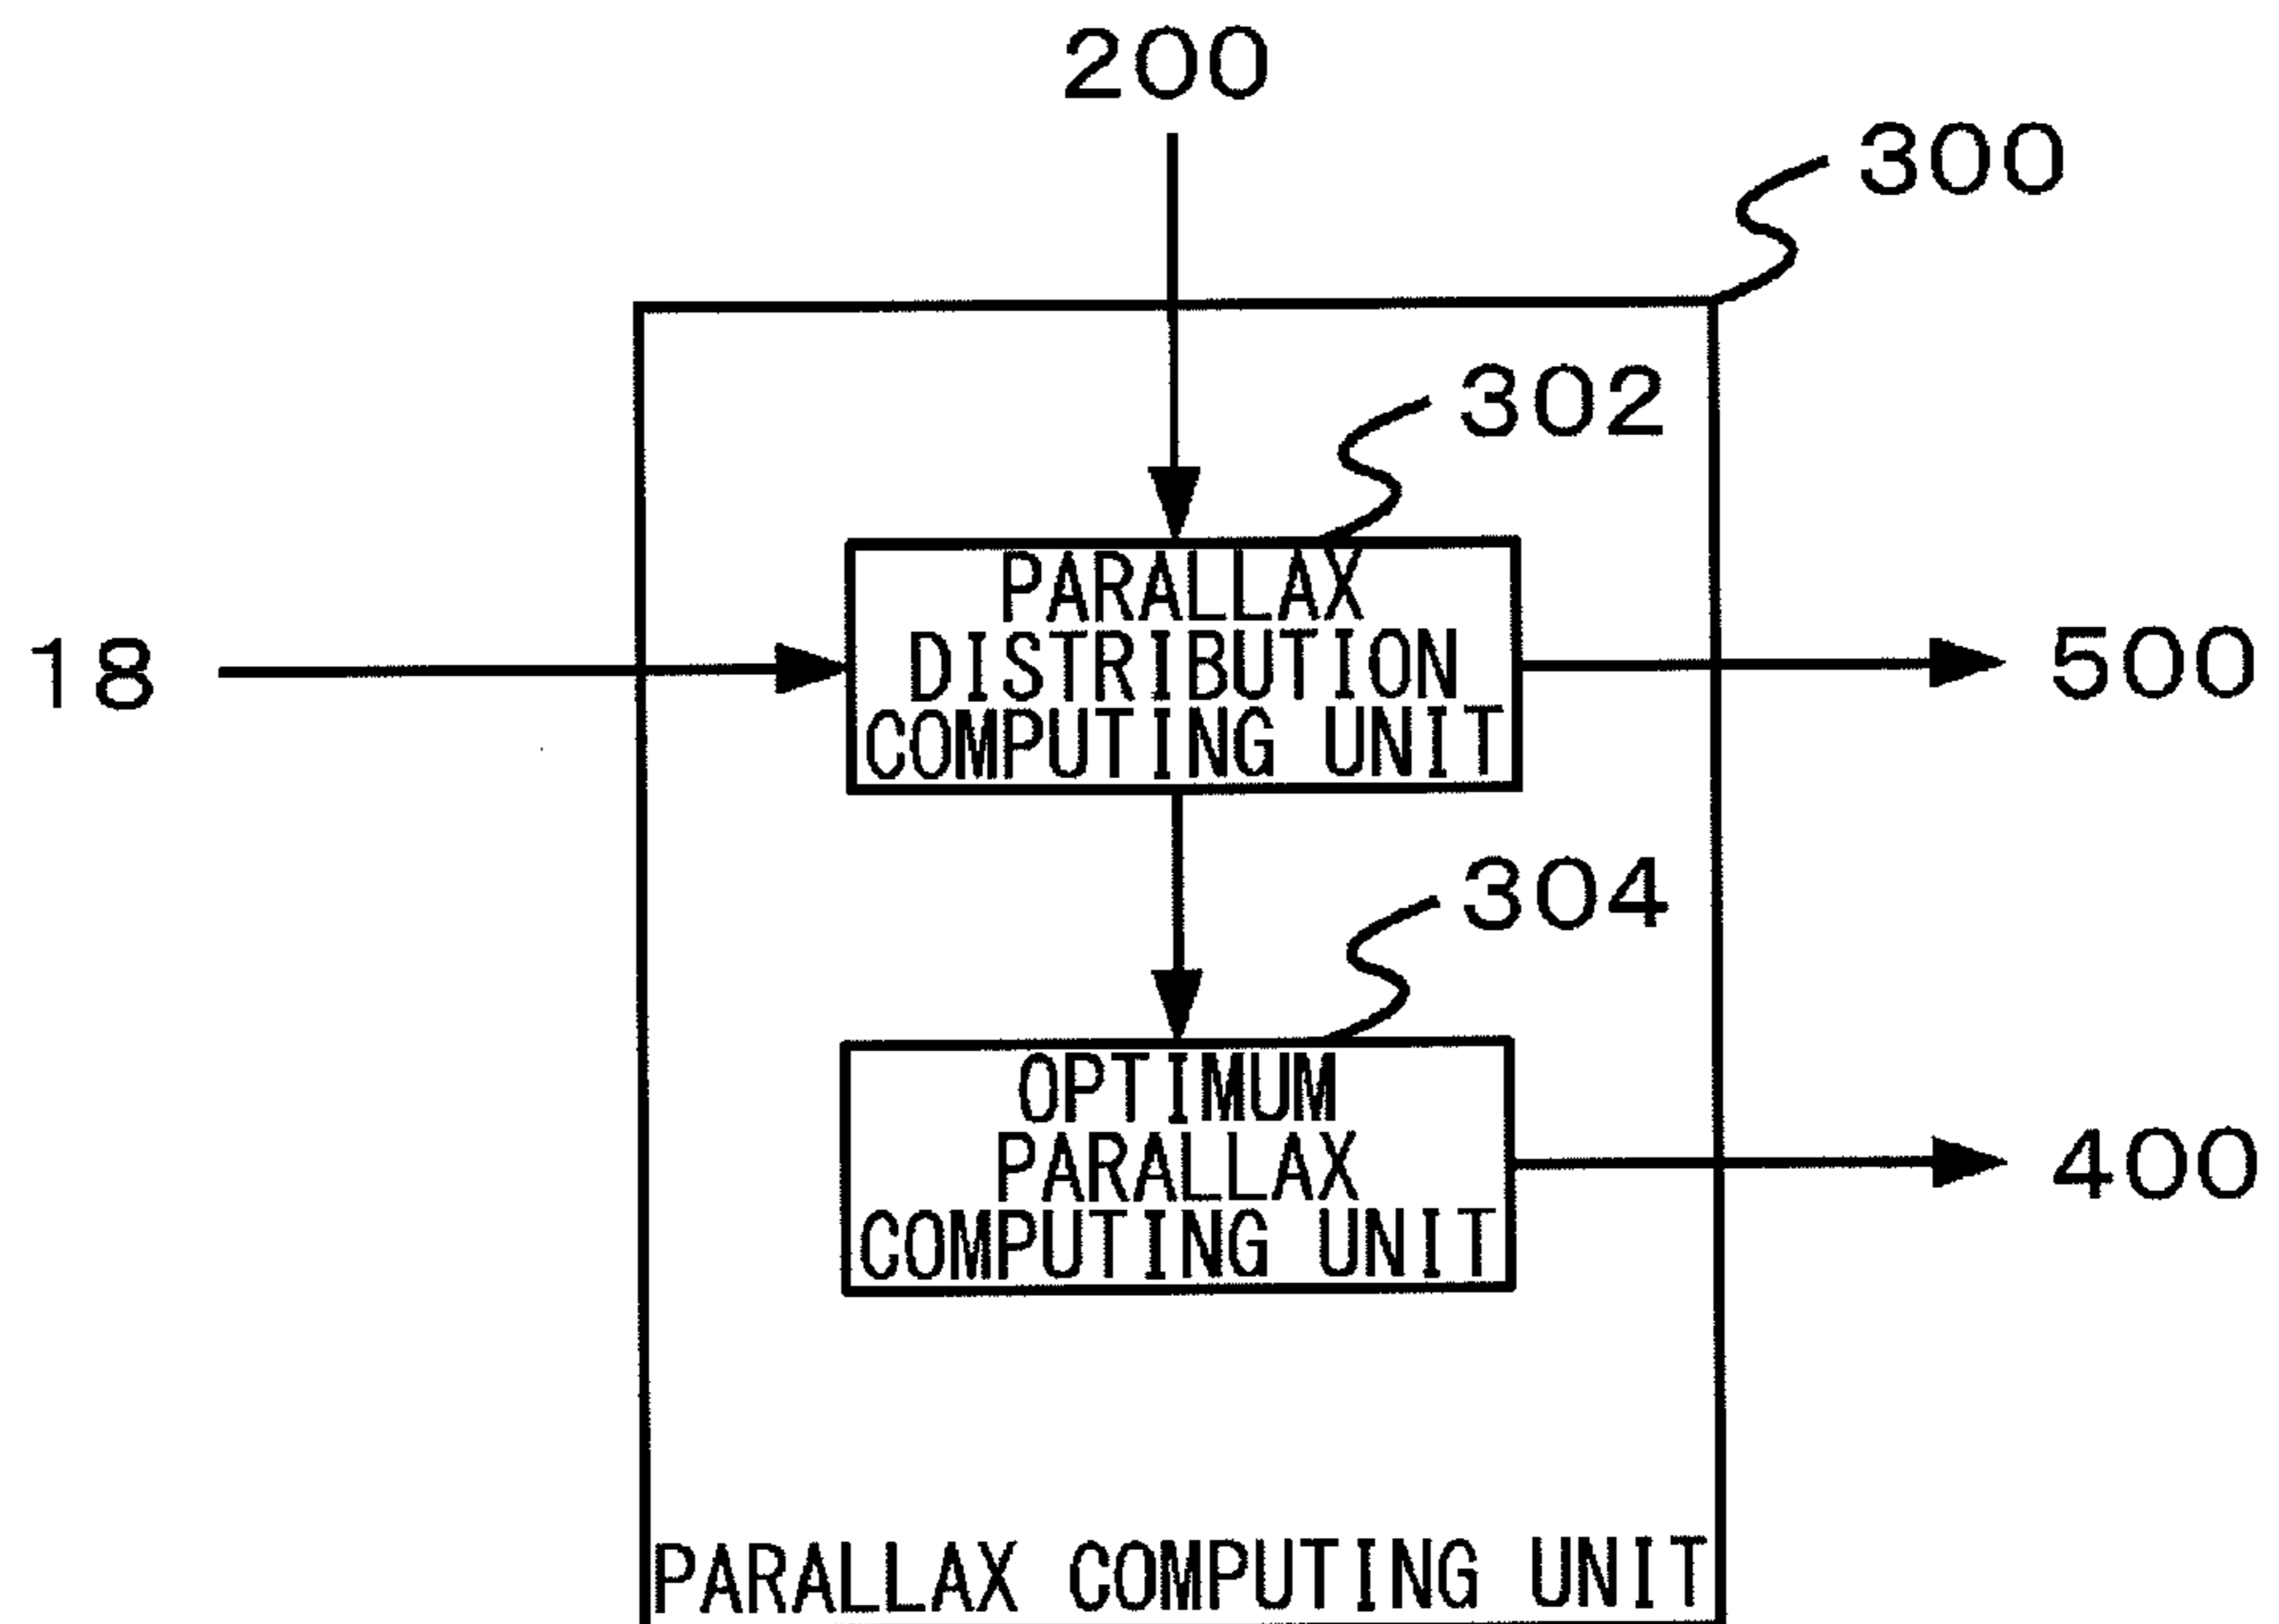 200
300
302
PARALLAX
DISTRIBUTION
COMPUTING UNIT
18
500
304
OPTIMUM
PARALLAX
COMPUTING UNIT
400
PARALLAX COMPUTING UNIT